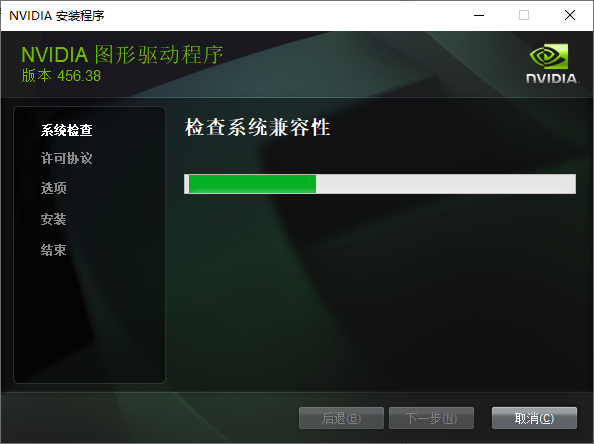 NVIDIA 安装程序
NVIDIA 图形驱动程序
版本 456.38
NVIDIA.
系统检查
许可协议
选项
安装
结束
检查系统兼容性
后退(B)
下一步(N)
取消(C)